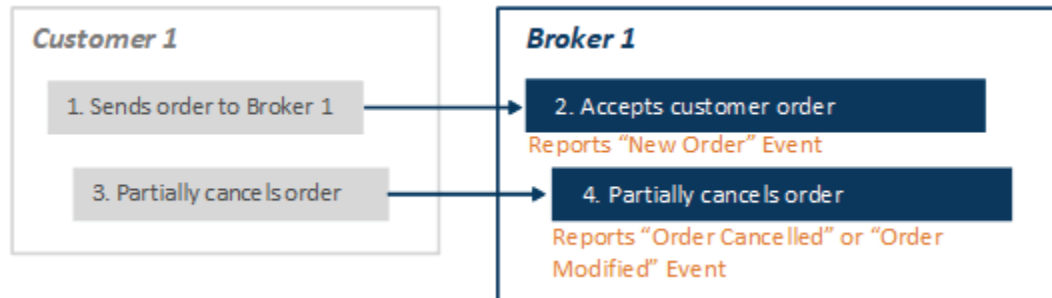 Customer 1
Broker 1
1. Sends order to Broker 1
2. Accepts customer order
Reports "New Order" Event
3. Partially cancels order
4. Partially cancels order
Reports “Order Cancelled” or “Order
Modified” Event